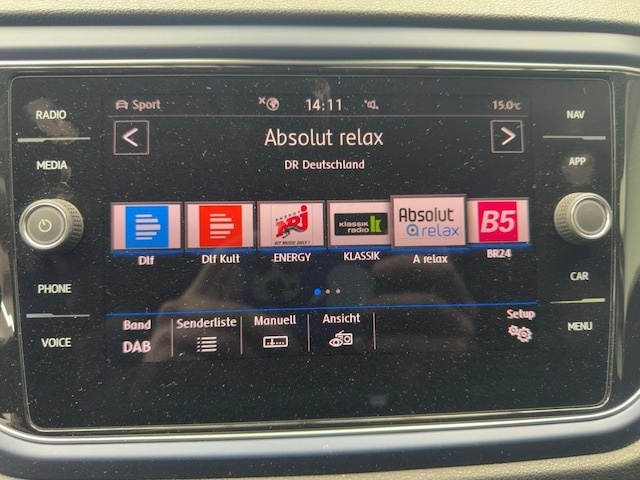 RADIO
MEDIA
PHONE
VOICE
NAV
APP
CAR
MENU
Sport
14:11
15.0°C
Absolut relax
DR Deutschland
ENERGY
NRJ
HIT MUSIC ONLY!
klassik
radio
Absolut
relax
B5
Dlf
Dlf Kult
ENERGY
KLASSIK
A relax
BR24
Band
DAB
Senderliste
Manuell
Ansicht
Setup